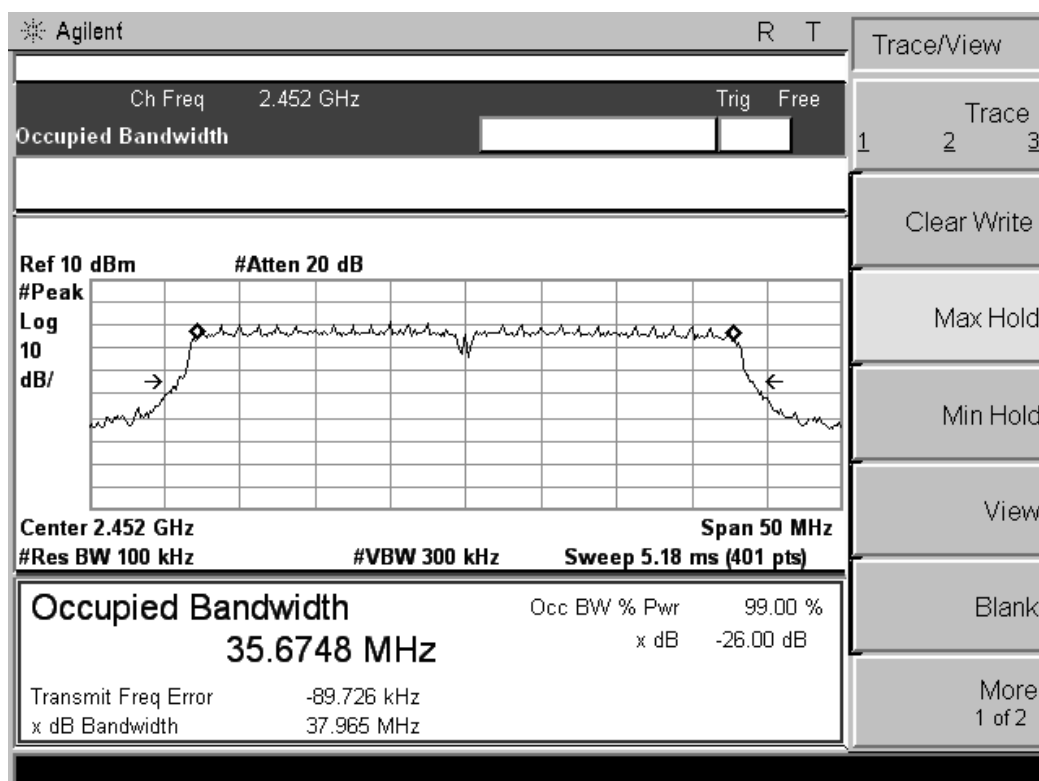 Agilent R T
Trace/View
Ch Freq 2.452 GHz Trig Free
Occupied Bandwidth
Trace
1 2 3
Clear Write
Max Hold
Min Hold
View
Blank
More
1 of 2
Ref 10 dBm #Atten 20 dB
#Peak
Log
10
dB/
Center 2.452 GHz Span 50 MHz
#Res BW 100 kHz #VBW 300 kHz Sweep 5.18 ms (401 pts)
Occupied Bandwidth Occ BW % Pwr 99.00 %
35.6748 MHz x dB -26.00 dB
Transmit Freq Error -89.726 kHz
x dB Bandwidth 37.965 MHz